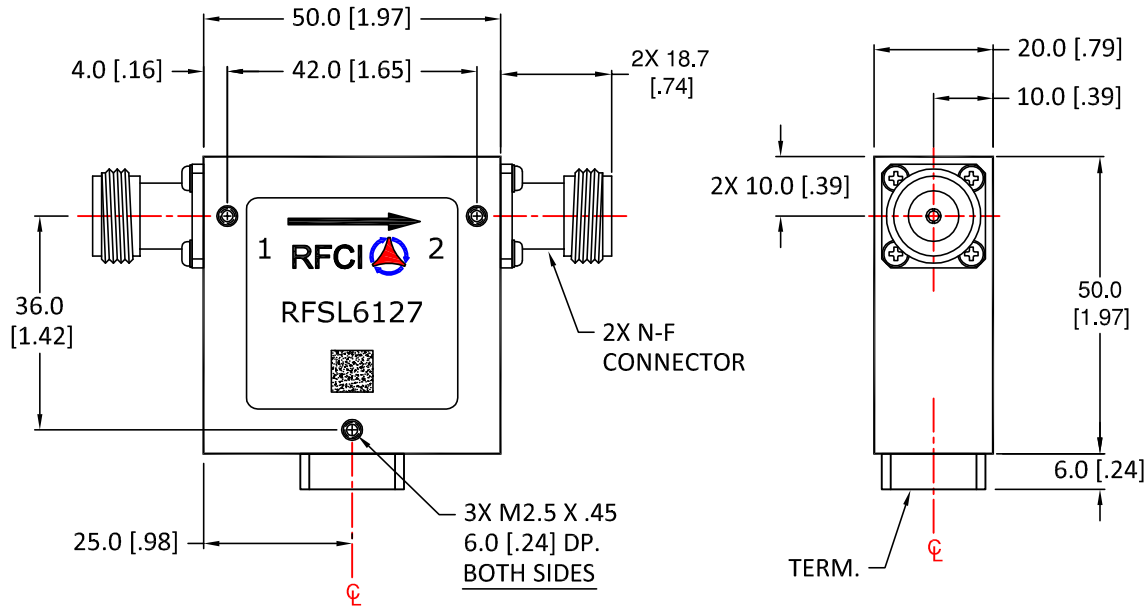 50.0 [1.97]
4.0 [.16]
42.0 [1.65]
2X 18.7
[.74]
20.0 [.79]
10.0 [.39]
2X 10.0 [.39]
1
RFCI
2
RFSL6127
36.0
[1.42]
2X N-F
CONNECTOR
50.0
[1.97]
6.0 [.24]
25.0 [.98]
3X M2.5 X .45
6.0 [.24] DP.
BOTH SIDES
TERM.
℄
℄